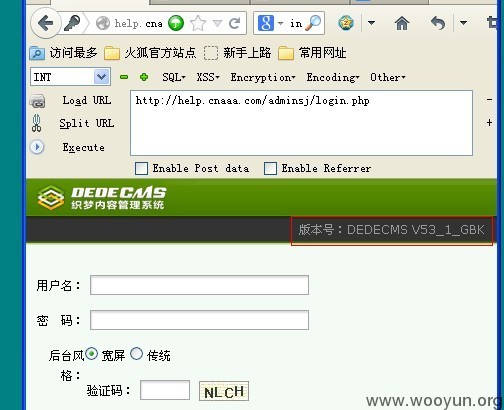 help.cna
in
访问最多 火狐官方站点 新手上路 常用网址
INT SQL XSS Encryption Encoding Other
Load URL http://help.cnaaa.com/adminsj/login.php
Split URL
Execute
Enable Post data Enable Referrer
DEDECMS
织梦内容管理系统
版本号：DEDECMS V53_1_GBK
用户名：
密 码：
后台风 宽屏 传统
格：
验证码： NLCH
www.wooyun.org